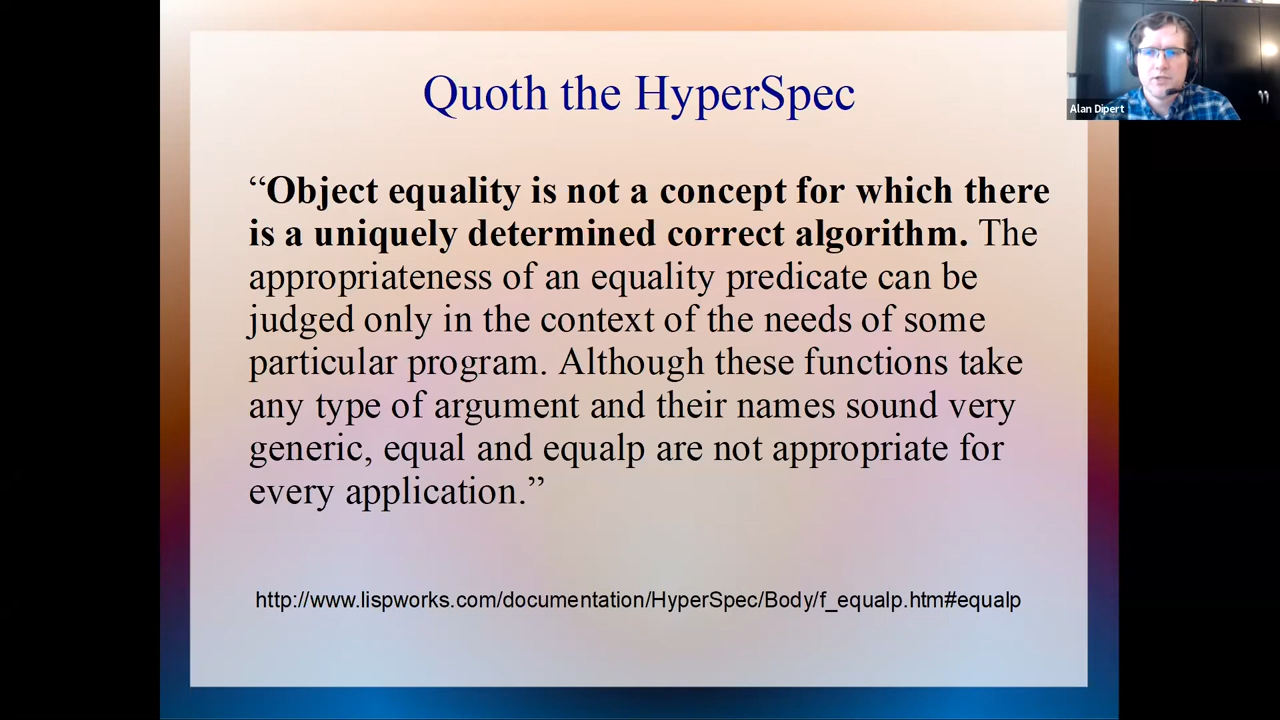 Quoth the HyperSpec
Alan Dipert
“Object equality is not a concept for which there
is a uniquely determined correct algorithm. The
appropriateness of an equality predicate can be
judged only in the context of the needs of some
particular program. Although these functions take
any type of argument and their names sound very
generic, equal and equalp are not appropriate for
every application.”
http://www.lispworks.com/documentation/HyperSpec/Body/f_equalp.htm#equalp